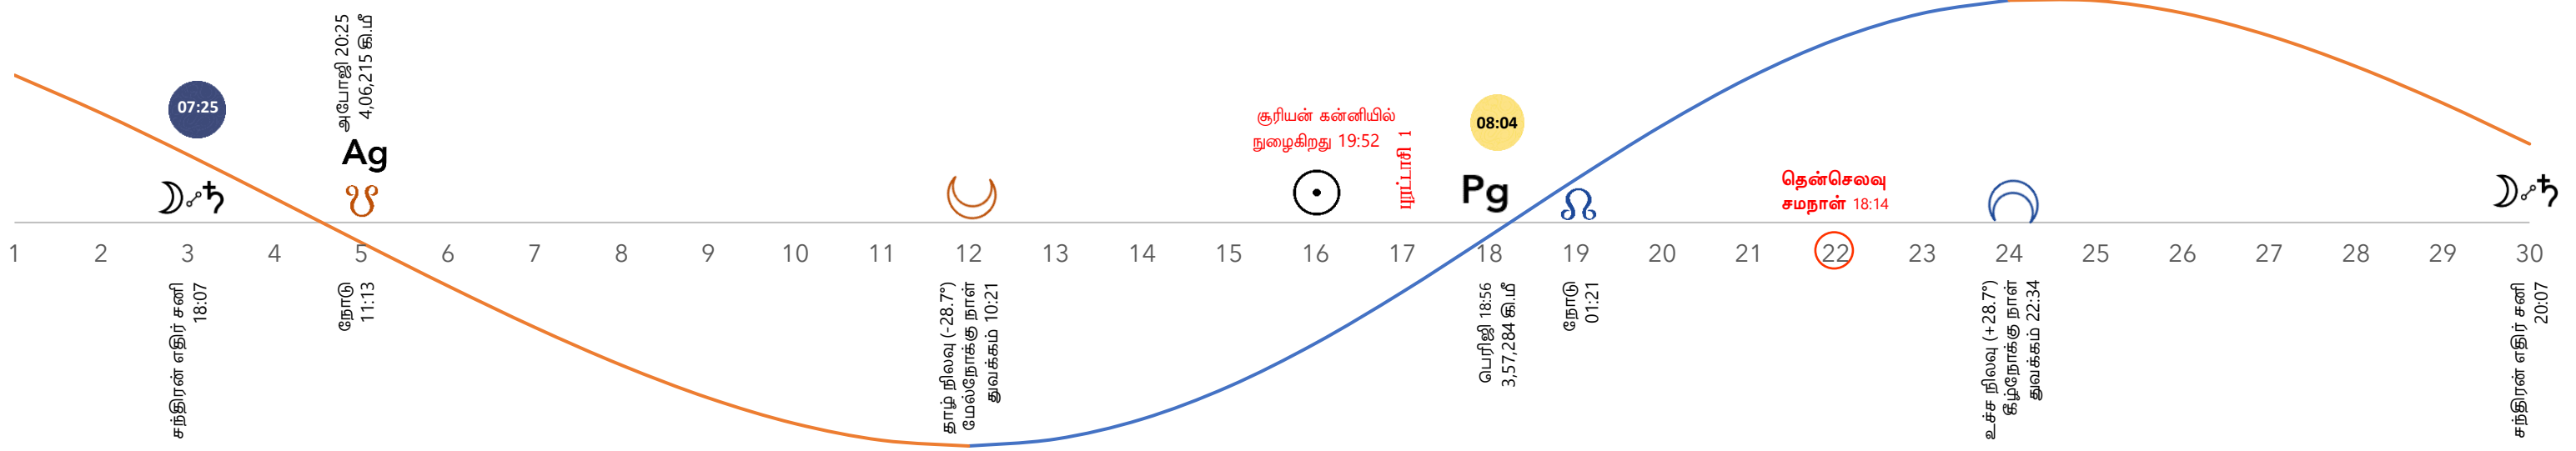 அபோஜி 20:25
4,06,215 கி.மீ
07:25
Ag
சூரியன் கன்னியில்
நுழைகிறது 19:52
புரட்டாசி 1
08:04
Pg
தென்செலவு
சமநாள் 18:14
1 2 3 4 5 6 7 8 9 10 11 12 13 14 15 16 17 18 19 20 21 22 23 24 25 26 27 28 29 30
சந்திரன் எதிர் சனி
18:07
நோடு
11:13
தாழ் நிலவு (-28.7°)
மேல்நோக்கு நாள்
துவக்கம் 10:21
பெரிஜி 18:56
3,57,284 கி.மீ
நோடு
01:21
உச்ச நிலவு (+28.7°)
கீழ்நோக்கு நாள்
துவக்கம் 22:34
சந்திரன் எதிர் சனி
20:07